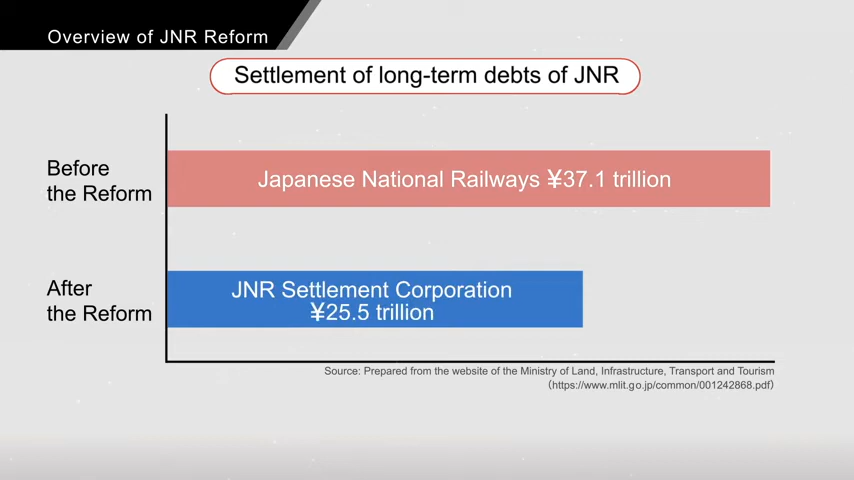 Overview of JNR Reform
Settlement of long-term debts of JNR
Before
the Reform
Japanese National Railways ¥37.1 trillion
After
the Reform
JNR Settlement Corporation
¥25.5 trillion
Source: Prepared from the website of the Ministry of Land, Infrastructure, Transport and Tourism
（https://www.mlit.go.jp/common/001242868.pdf）